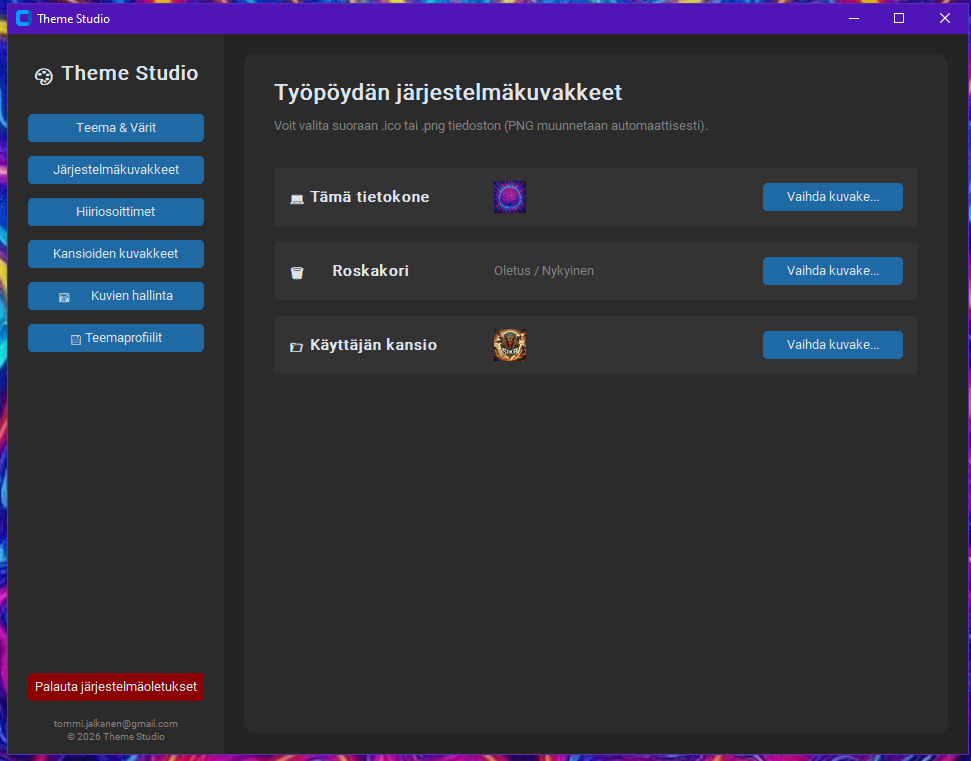 Theme Studio
Theme Studio
Teema & Värit
Järjestelmäkuvakkeet
Hiiriosoittimet
Kansioiden kuvakkeet
Kuvien hallinta
Teemaprofiilit
Palauta järjestelmäoletukset
tommi.jalkanen@gmail.com
© 2026 Theme Studio
Työpöydän järjestelmäkuvakkeet
Voit valita suoraan .ico tai .png tiedoston (PNG muunnetaan automaattisesti).
Tämä tietokone
Vaihda kuvake...
Roskakori
Oletus / Nykyinen
Vaihda kuvake...
Käyttäjän kansio
Vaihda kuvake...